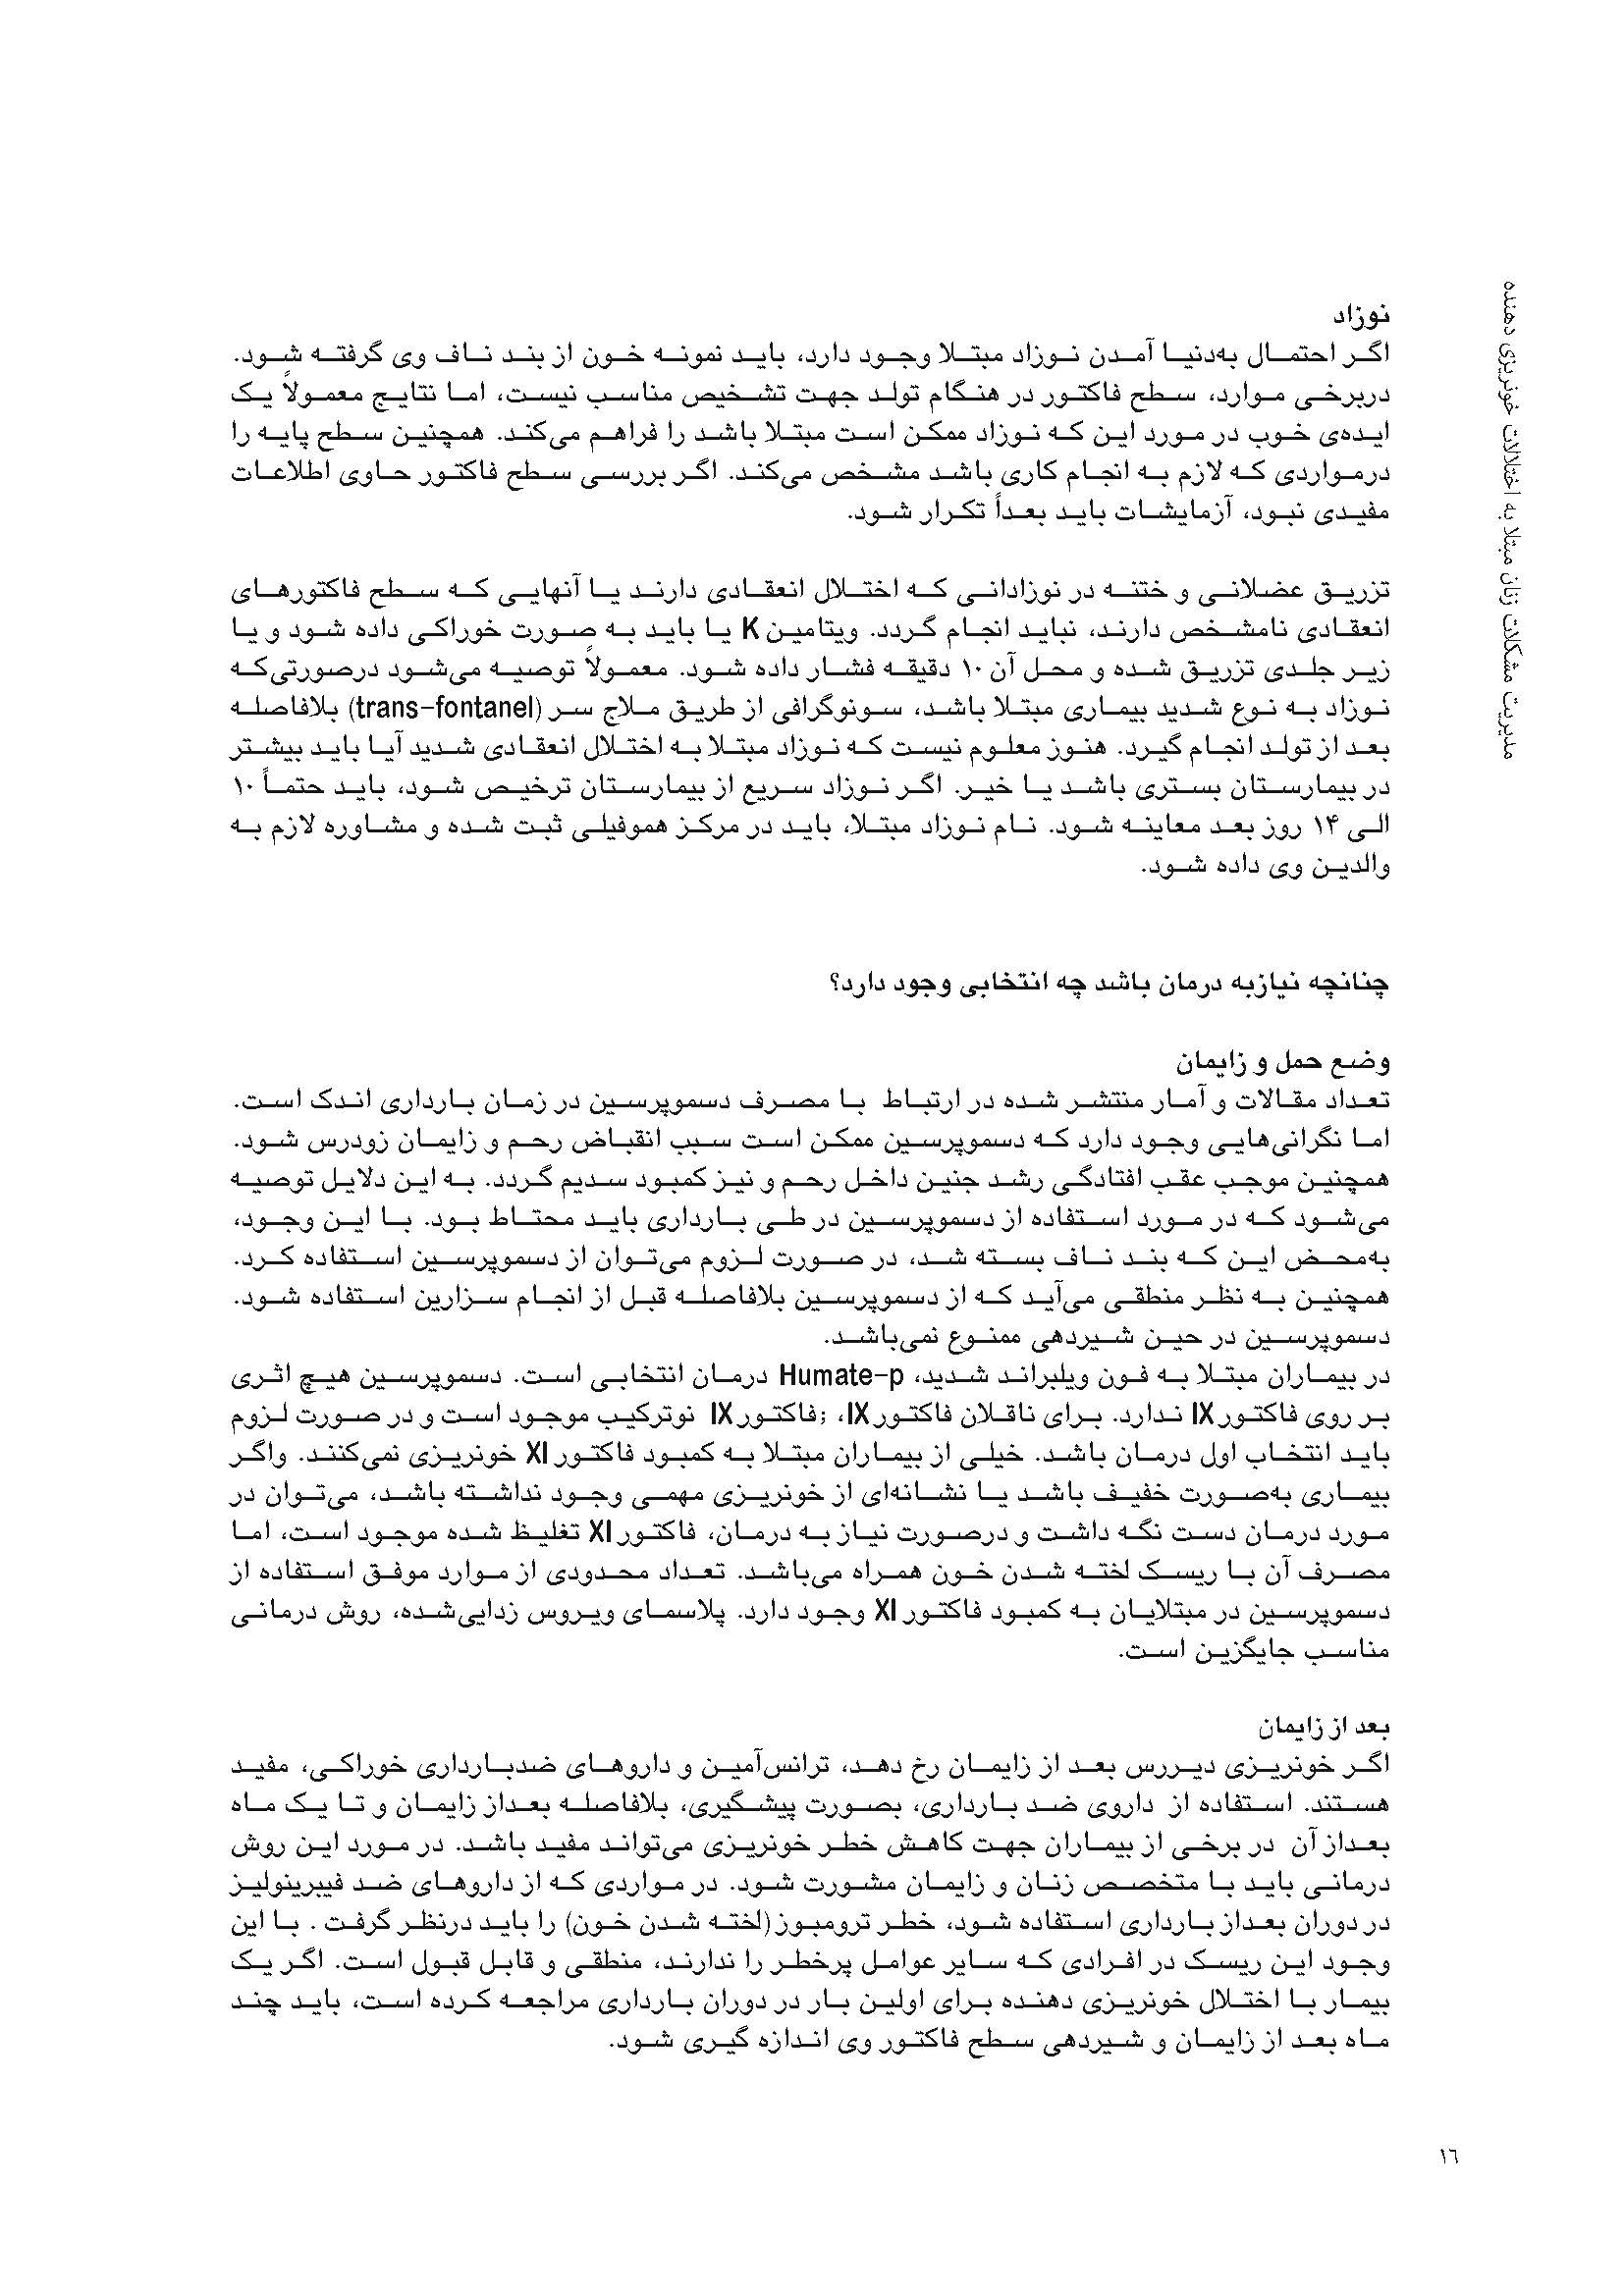 مدیریت مشکلات زنان مبتلا به اختلالات خونریزی دهنده
نوزاد
اگر احتمال به‌دنیا آمدن نوزاد مبتلا وجود دارد، باید نمونه خون از بند ناف وی گرفته شود.
دربرخی موارد، سطح فاکتور در هنگام تولد جهت تشخیص مناسب نیست، اما نتایج معمولاً یک
ایده‌ی خوب در مورد این که نوزاد ممکن است مبتلا باشد را فراهم می‌کند. همچنین سطح پایه را
درمواردی که لازم به انجام کاری باشد مشخص می‌کند. اگر بررسی سطح فاکتور حاوی اطلاعات
مفیدی نبود، آزمایشات باید بعداً تکرار شود.
تزریق عضلانی و ختنه در نوزادانی که اختلال انعقادی دارند یا آنهایی که سطح فاکتورهای
انعقادی نامشخص دارند، نباید انجام گردد. ویتامین K یا باید به صورت خوراکی داده شود و یا
زیر جلدی تزریق شده و محل آن ۱۰ دقیقه فشار داده شود. معمولاً توصیه می‌شود درصورتی‌که
نوزاد به نوع شدید بیماری مبتلا باشد، سونوگرافی از طریق ملاج سر (trans-fontanel) بلافاصله
بعد از تولد انجام گیرد. هنوز معلوم نیست که نوزاد مبتلا به اختلال انعقادی شدید آیا باید بیشتر
در بیمارستان بستری باشد یا خیر. اگر نوزاد سریع از بیمارستان ترخیص شود، باید حتماً ۱۰
الی ۱۴ روز بعد معاینه شود. نام نوزاد مبتلا، باید در مرکز هموفیلی ثبت شده و مشاوره لازم به
والدین وی داده شود.
چنانچه نیازبه درمان باشد چه انتخابی وجود دارد؟
وضع حمل و زایمان
تعداد مقالات و آمار منتشر شده در ارتباط با مصرف دسموپرسین در زمان بارداری اندک است.
اما نگرانی‌هایی وجود دارد که دسموپرسین ممکن است سبب انقباض رحم و زایمان زودرس شود.
همچنین موجب عقب افتادگی رشد جنین داخل رحم و نیز کمبود سدیم گردد. به این دلایل توصیه
می‌شود که در مورد استفاده از دسموپرسین در طی بارداری باید محتاط بود. با این وجود،
به‌محض این که بند ناف بسته شد، در صورت لزوم می‌توان از دسموپرسین استفاده کرد.
همچنین به نظر منطقی می‌آید که از دسموپرسین بلافاصله قبل از انجام سزارین استفاده شود.
دسموپرسین در حین شیردهی ممنوع نمی‌باشد.
در بیماران مبتلا به فون ویلبراند شدید، Humate-p درمان انتخابی است. دسموپرسین هیچ اثری
بر روی فاکتور IX ندارد. برای ناقلان فاکتور IX، ;فاکتور IX نوترکیب موجود است و در صورت لزوم
باید انتخاب اول درمان باشد. خیلی از بیماران مبتلا به کمبود فاکتور XI خونریزی نمی‌کنند. واگر
بیماری به‌صورت خفیف باشد یا نشانه‌ای از خونریزی مهمی وجود نداشته باشد، می‌توان در
مورد درمان دست نگه داشت و درصورت نیاز به درمان، فاکتور XI تغلیظ شده موجود است، اما
مصرف آن با ریسک لخته شدن خون همراه می‌باشد. تعداد محدودی از موارد موفق استفاده از
دسموپرسین در مبتلایان به کمبود فاکتور XI وجود دارد. پلاسمای ویروس زدایی‌شده، روش درمانی
مناسب جایگزین است.
بعد از زایمان
اگر خونریزی دیررس بعد از زایمان رخ دهد، ترانس‌آمین و داروهای ضدبارداری خوراکی، مفید
هستند. استفاده از داروی ضد بارداری، بصورت پیشگیری، بلافاصله بعداز زایمان و تا یک ماه
بعداز آن در برخی از بیماران جهت کاهش خطر خونریزی می‌تواند مفید باشد. در مورد این روش
درمانی باید با متخصص زنان و زایمان مشورت شود. در مواردی که از داروهای ضد فیبرینولیز
در دوران بعداز بارداری استفاده شود، خطر ترومبوز (لخته شدن خون) را باید درنظر گرفت . با این
وجود این ریسک در افرادی که سایر عوامل پرخطر را ندارند، منطقی و قابل قبول است. اگر یک
بیمار با اختلال خونریزی دهنده برای اولین بار در دوران بارداری مراجعه کرده است، باید چند
ماه بعد از زایمان و شیردهی سطح فاکتور وی اندازه گیری شود.
١٦